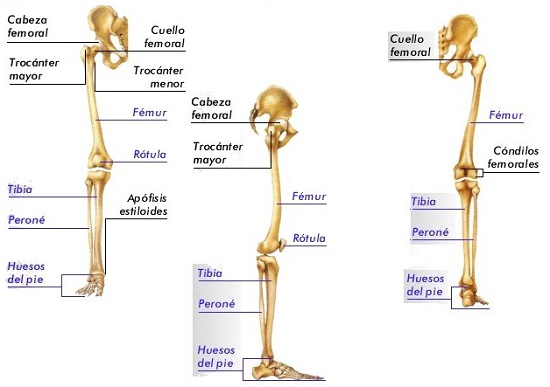 Cabeza
femoral
Cuello
femoral
Trocánter
mayor
Trocánter
menor
Fémur
Rótula
Tibia
Apófisis
estiloides
Peroné
Huesos
del pie
Cabeza
femoral
Trocánter
mayor
Fémur
Rótula
Tibia
Peroné
Huesos
del pie
Cuello
femoral
Fémur
Cóndilos
femorales
Tibia
Peroné
Huesos
del pie